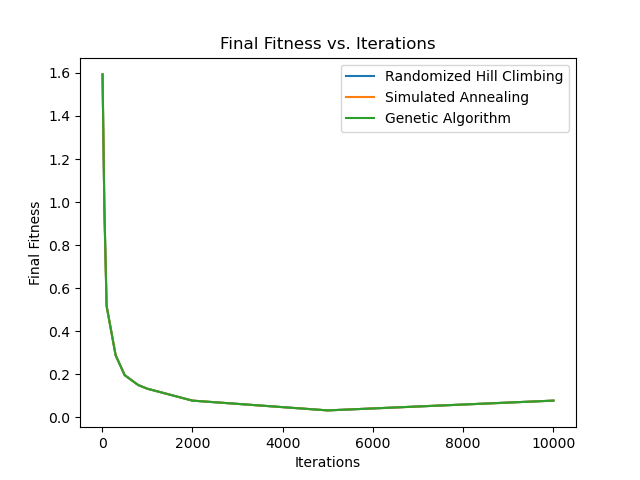 Final Fitness vs. Iterations
Randomized Hill Climbing
Simulated Annealing
Genetic Algorithm
Final Fitness
1.6
1.4
1.2
1.0
0.8
0.6
0.4
0.2
0.0
0 2000 4000 6000 8000 10000
Iterations